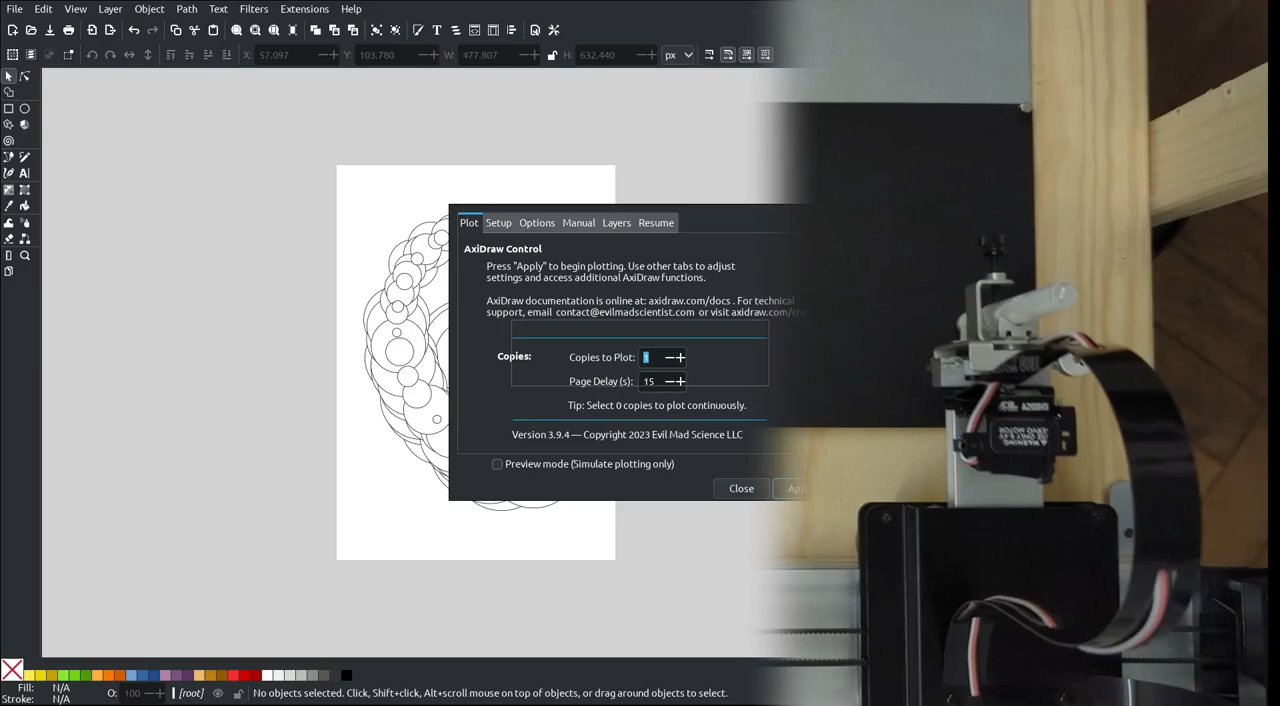 File Edit View Layer Object Path Text Filters Extensions Help
X: 57.097 Y: 103.780 W: 477.807 H: 632.440 px
Plot Setup Options Manual Layers Resume
AxiDraw Control
Press "Apply" to begin plotting. Use other tabs to adjust
settings and access additional AxiDraw functions.
AxiDraw documentation is online at: axidraw.com/docs . For technical
support, email contact@evilmadscientist.com or visit
Copies: Copies to Plot: 1
Page Delay (s): 15
Tip: Select 0 copies to plot continuously.
Version 3.9.4 — Copyright 2023 Evil Mad Science LLC
Preview mode (Simulate plotting only)
Close
WARNING
Fill: N/A
Stroke: N/A
O: 100
[root]
No objects selected. Click, Shift+click, Alt+scroll mouse on top of objects, or drag around objects to select.